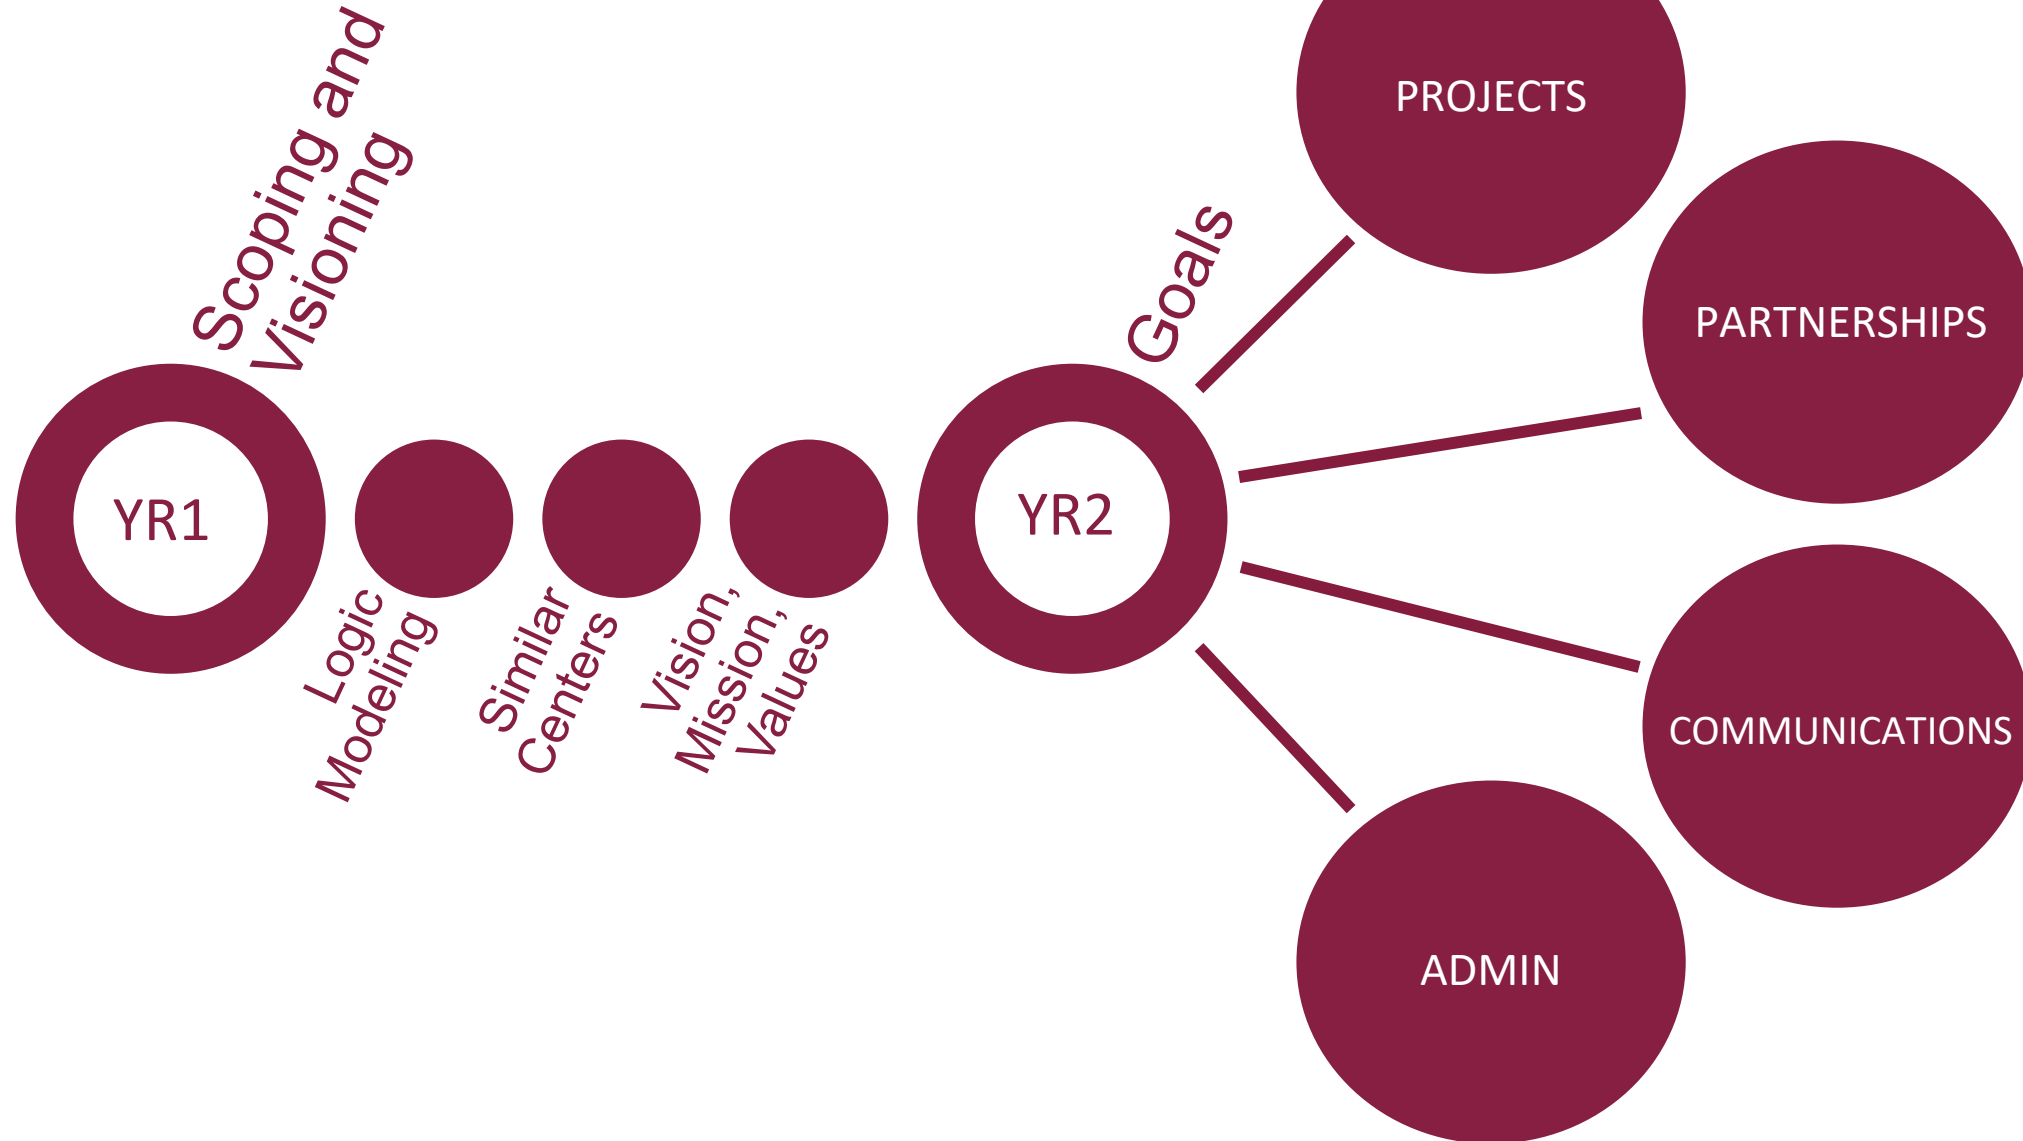 Scoping and
Visioning
YR1
Logic
Modeling
Similar
Centers
Vision,
Mission,
Values
Goals
YR2
PROJECTS
PARTNERSHIPS
COMMUNICATIONS
ADMIN